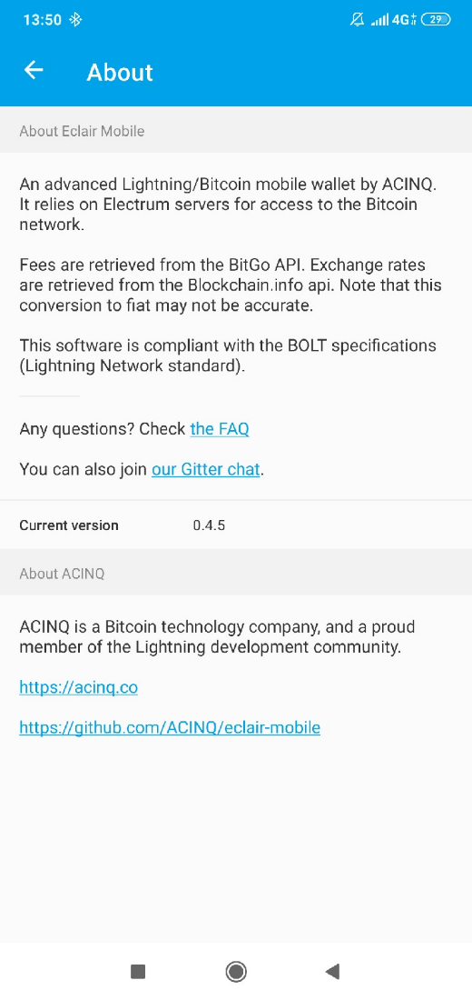 13:50
4G
29
About
About Eclair Mobile
An advanced Lightning/Bitcoin mobile wallet by ACINQ.
It relies on Electrum servers for access to the Bitcoin
network.
Fees are retrieved from the BitGo API. Exchange rates
are retrieved from the Blockchain.info api. Note that this
conversion to fiat may not be accurate.
This software is compliant with the BOLT specifications
(Lightning Network standard).
Any questions? Check the FAQ
You can also join our Gitter chat.
Current version 0.4.5
About ACINQ
ACINQ is a Bitcoin technology company, and a proud
member of the Lightning development community.
https://acinq.co
https://github.com/ACINQ/eclair-mobile